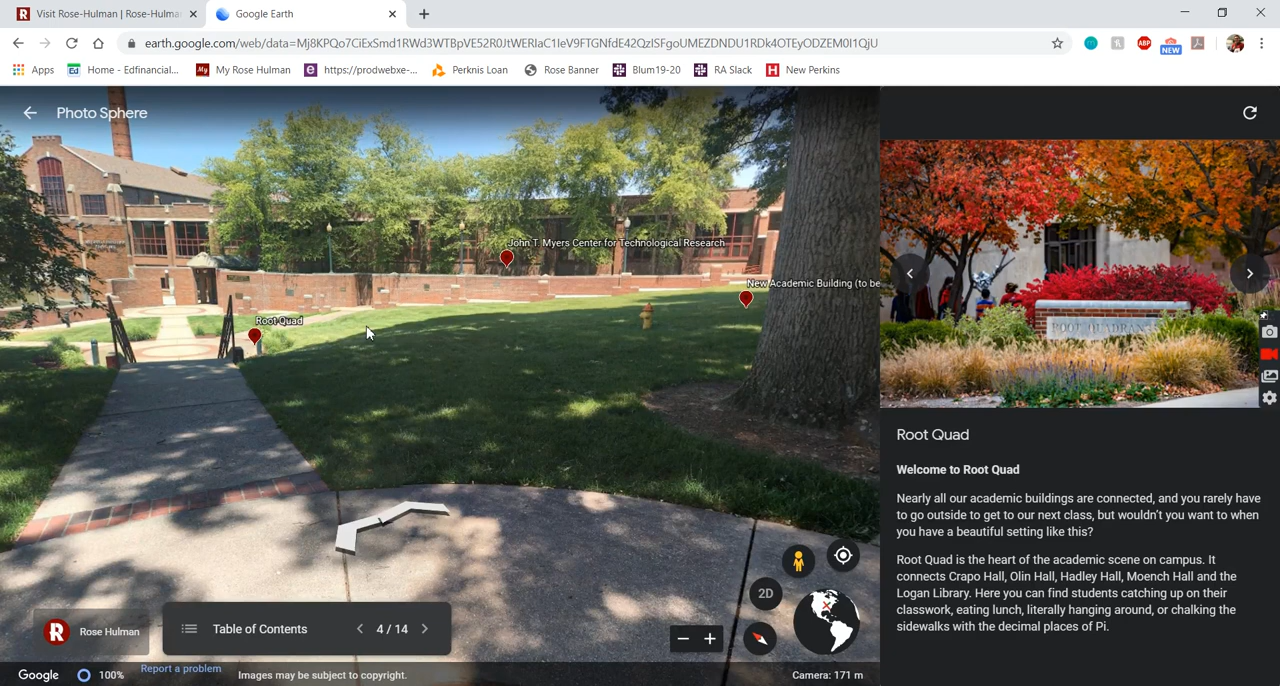 Visit Rose-Hulman | Rose-Hulma
Google Earth
earth.google.com/web/data=Mj8KPQo7CiExSmd1RWd3WTBpVE52R0JtWERIaC1IeV9FTGNfdE42QzISFgoUMEZDNDU1RDk4OTEyODZEM0I1QjU
Apps
Home - Edfinancial...
My Rose Hulman
https://prodwebxe-...
Perknis Loan
Rose Banner
Blum19-20
RA Slack
New Perkins
ABP
NEW
Photo Sphere
John T. Myers Center for Technological Research
New Academic Building (to be
Root Quad
ROOT QUADRANGLE
Root Quad
Welcome to Root Quad
Nearly all our academic buildings are connected, and you rarely have
to go outside to get to our next class, but wouldn't you want to when
you have a beautiful setting like this?
Root Quad is the heart of the academic scene on campus. It
connects Crapo Hall, Olin Hall, Hadley Hall, Moench Hall and the
Logan Library. Here you can find students catching up on their
classwork, eating lunch, literally hanging around, or chalking the
sidewalks with the decimal places of Pi.
2D
Rose Hulman
Table of Contents
4 / 14
Google
100%
Report a problem
Images may be subject to copyright.
Camera: 171 m